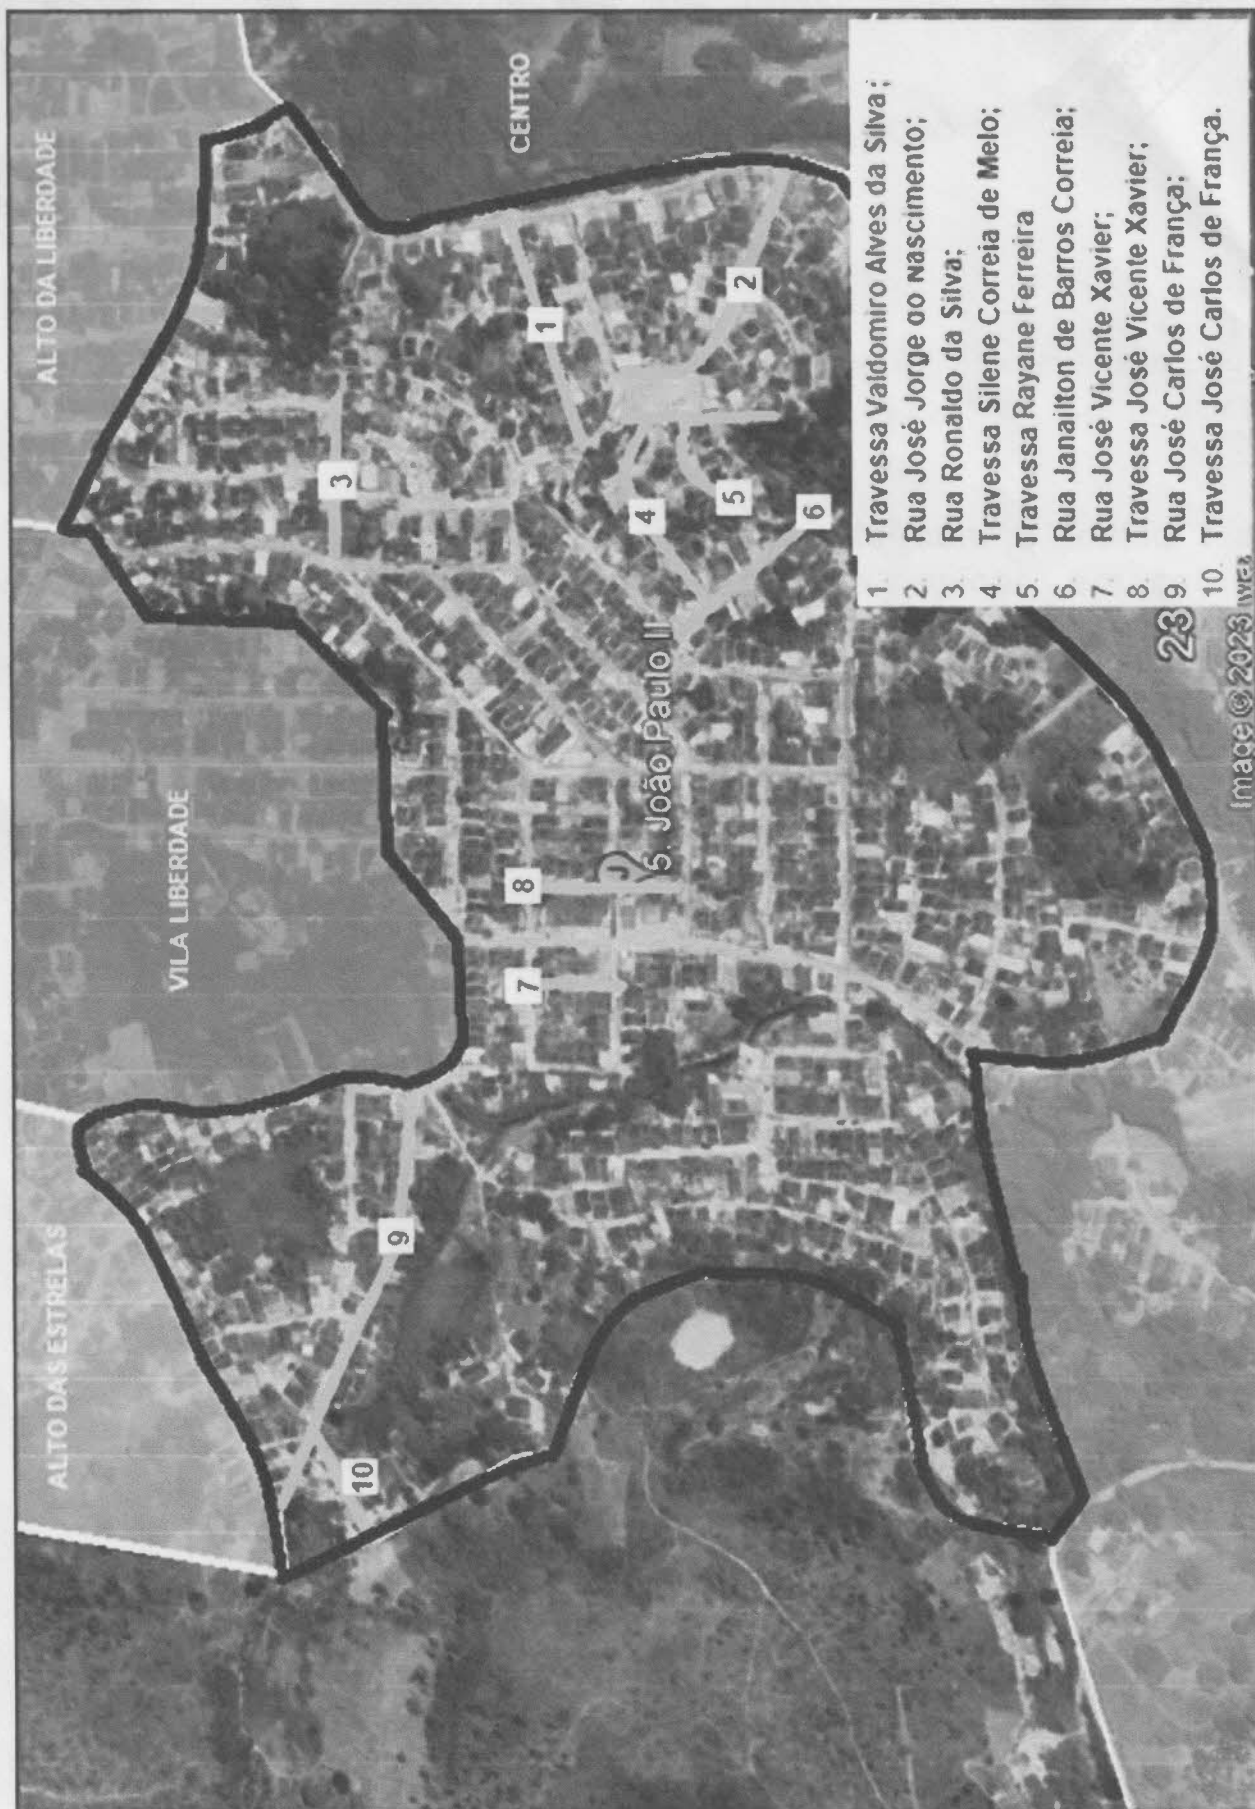 ALTO DAS ESTRELAS
VILA LIBERDADE
ALTO DA LIBERDADE
CENTRO
S. João Paulo II
J
1
2
3
4
5
6
7
8
9
10
1. Travessa Valdomiro Alves da Silva;
2. Rua José Jorge oo Nascimento;
3. Rua Ronaldo da Silva;
4. Travessa Silene Correia de Melo;
5. Travessa Rayane Ferreira
6. Rua Janailton de Barros Correia;
7. Rua José Vicente Xavier;
8. Travessa José Vicente Xavier;
9. Rua José Carlos de França;
10. Travessa José Carlos de França.
23
Image © 2023